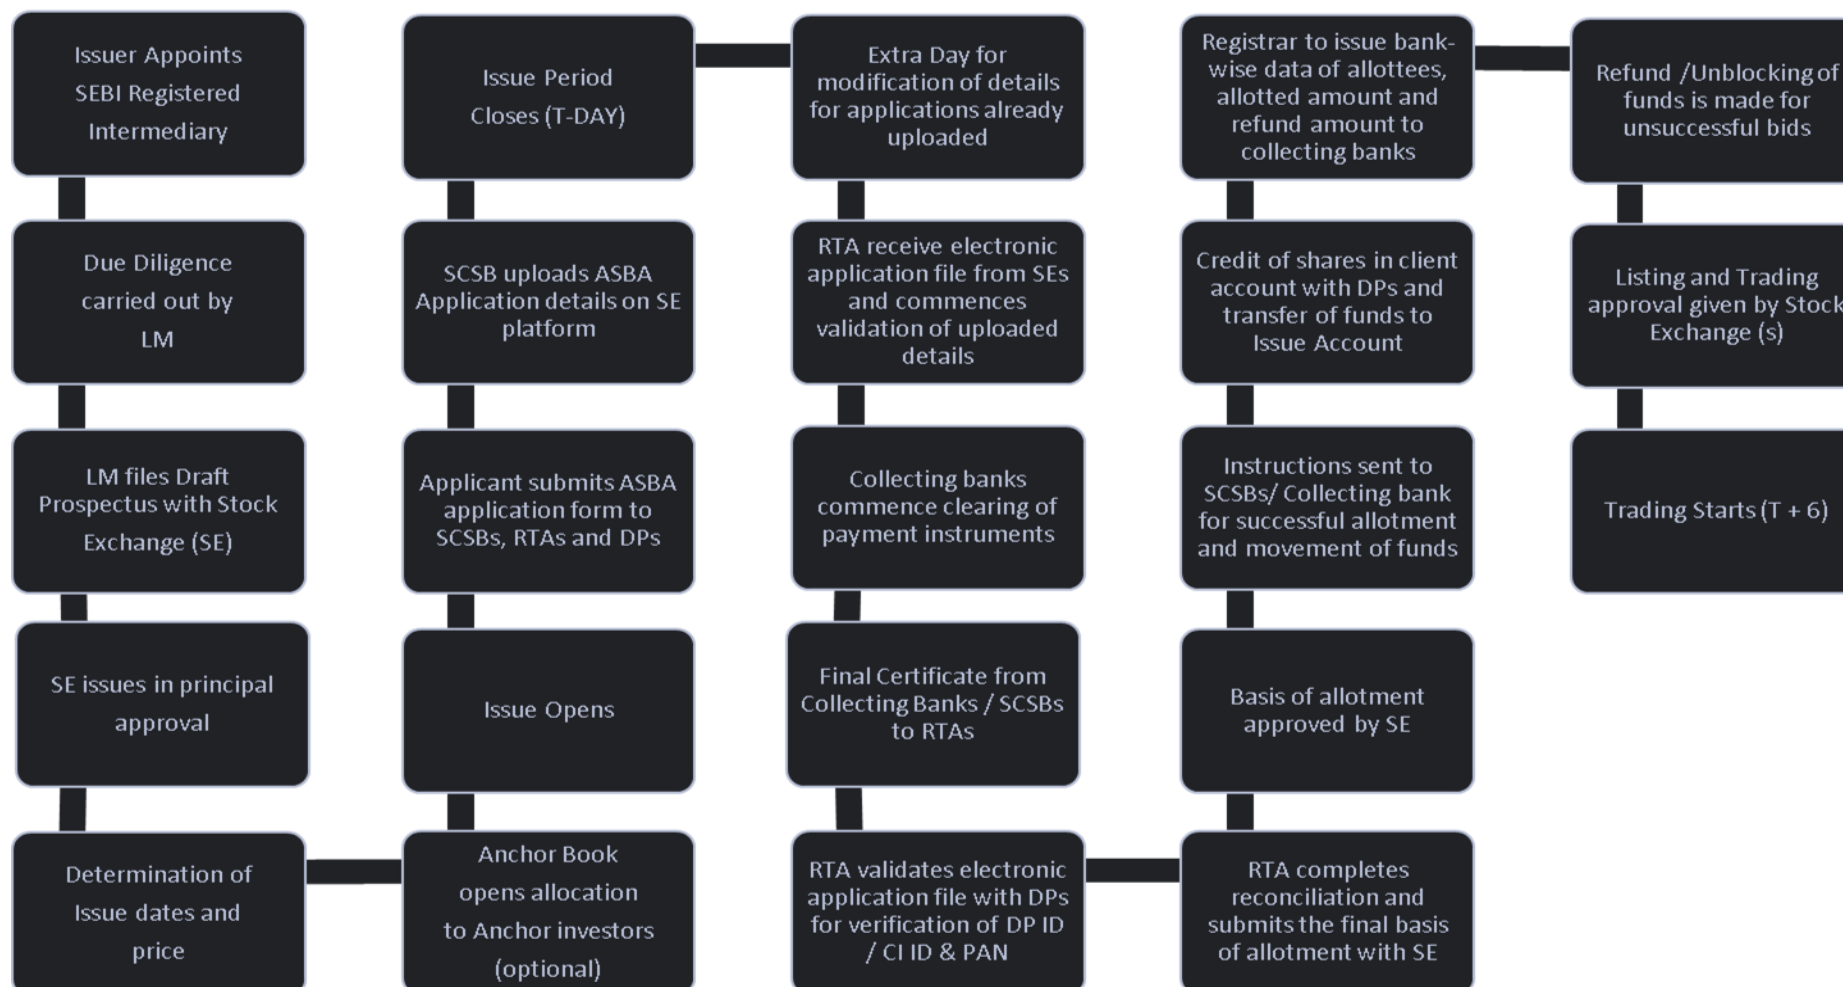 Issuer Appoints
SEBI Registered
Intermediary
Due Diligence
carried out by
LM
LM files Draft
Prospectus with Stock
Exchange (SE)
SE issues in principal
approval
Determination of
Issue dates and
price
Anchor Book
opens allocation
to Anchor investors
(optional)
Issue Opens
Applicant submits ASBA
application form to
SCSBs, RTAs and DPs
SCSB uploads ASBA
Application details on SE
platform
Issue Period
Closes (T-DAY)
Extra Day for
modification of details
for applications already
uploaded
RTA receive electronic
application file from SEs
and commences
validation of uploaded
details
Collecting banks
commence clearing of
payment instruments
Final Certificate from
Collecting Banks / SCSBs
to RTAs
RTA validates electronic
application file with DPs
for verification of DP ID
/ CI ID & PAN
RTA completes
reconciliation and
submits the final basis
of allotment with SE
Basis of allotment
approved by SE
Instructions sent to
SCSBs/ Collecting bank
for successful allotment
and movement of funds
Credit of shares in client
account with DPs and
transfer of funds to
Issue Account
Registrar to issue bank-
wise data of allottees,
allotted amount and
refund amount to
collecting banks
Refund /Unblocking of
funds is made for
unsuccessful bids
Listing and Trading
approval given by Stock
Exchange (s)
Trading Starts (T + 6)